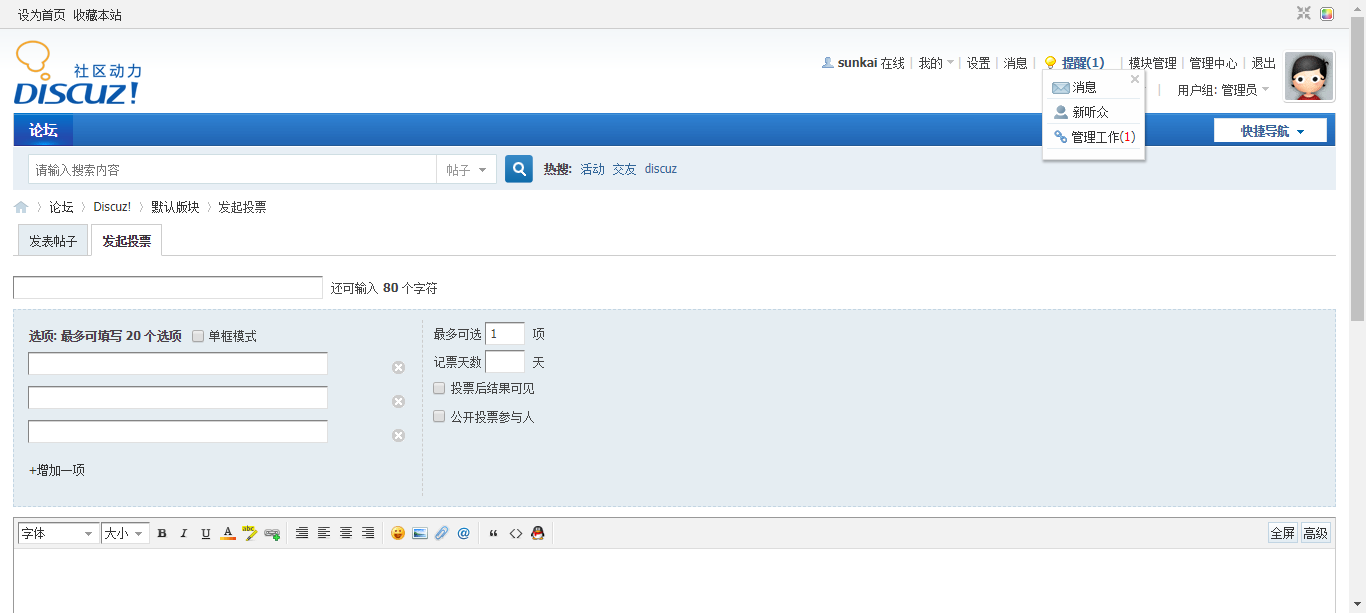 设为首页 收藏本站
社区动力
DISCUZ!
sunkai 在线 我的 设置 消息 提醒(1) 模块管理 管理中心 退出
用户组: 管理员
消息
新听众
管理工作(1)
论坛
快捷导航
请输入搜索内容 帖子 热搜: 活动 交友 discuz
论坛 Discuz! 默认版块 发起投票
发表帖子 发起投票
还可输入 80 个字符
选项: 最多可填写 20 个选项 单框模式
+增加一项
最多可选 1 项
记票天数 天
投票后结果可见
公开投票参与人
字体 大小 B I U A abc @ “ <> 全屏 高级